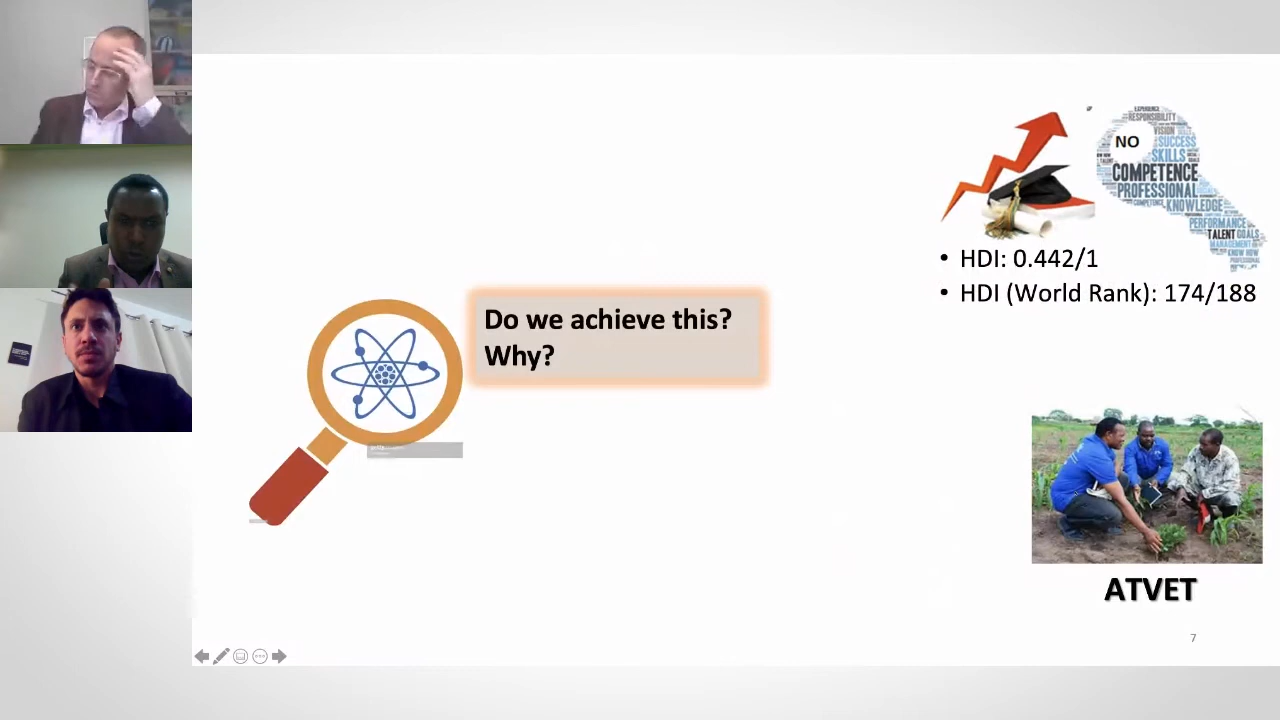 EXPERIENCE
RESPONSIBILITY
VISION
NO
SUCCESS
SKILLS
COMPETENCE
PROFESSIONAL
KNOWLEDGE
PERFORMANCE
TALENT GOALS
MANAGEMENT
KNOW HOW
PROFESSIONAL
• HDI: 0.442/1
• HDI (World Rank): 174/188
Do we achieve this?
Why?
ATVET
7